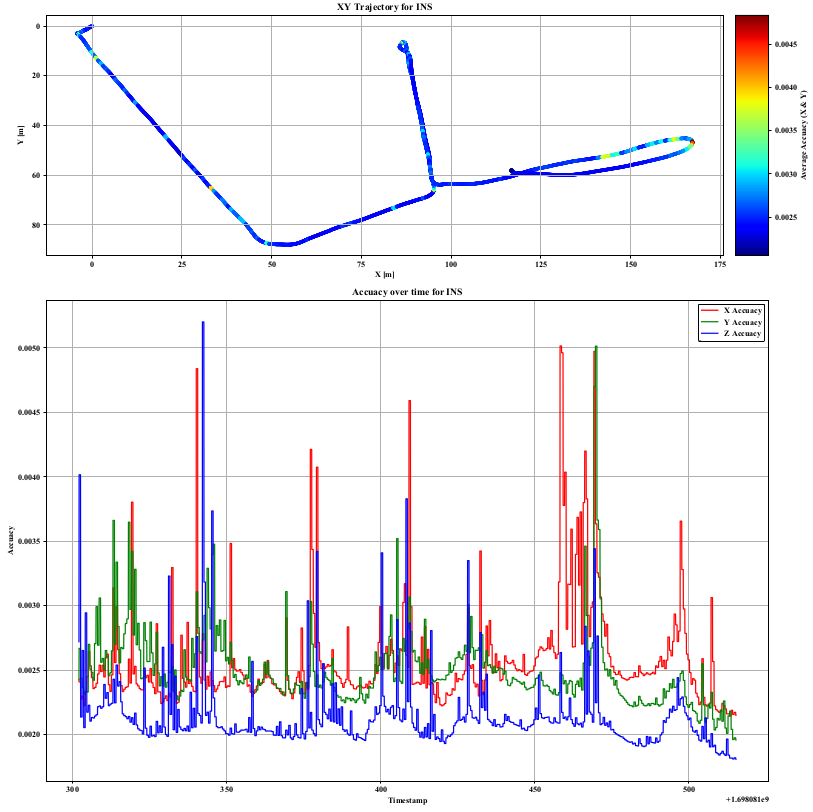 XY Trajectory for INS
0
20
40
60
80
Y [m]
0
25
50
75
100
125
150
175
X [m]
0.0045
0.0040
0.0035
0.0030
0.0025
Average Accuacy (X & Y)
Accuacy over time for INS
X Accuacy
Y Accuacy
Z Accuacy
0.0050
0.0045
0.0040
0.0035
0.0030
0.0025
0.0020
Accuacy
300
350
400
450
500
+1.698081e9
Timestamp